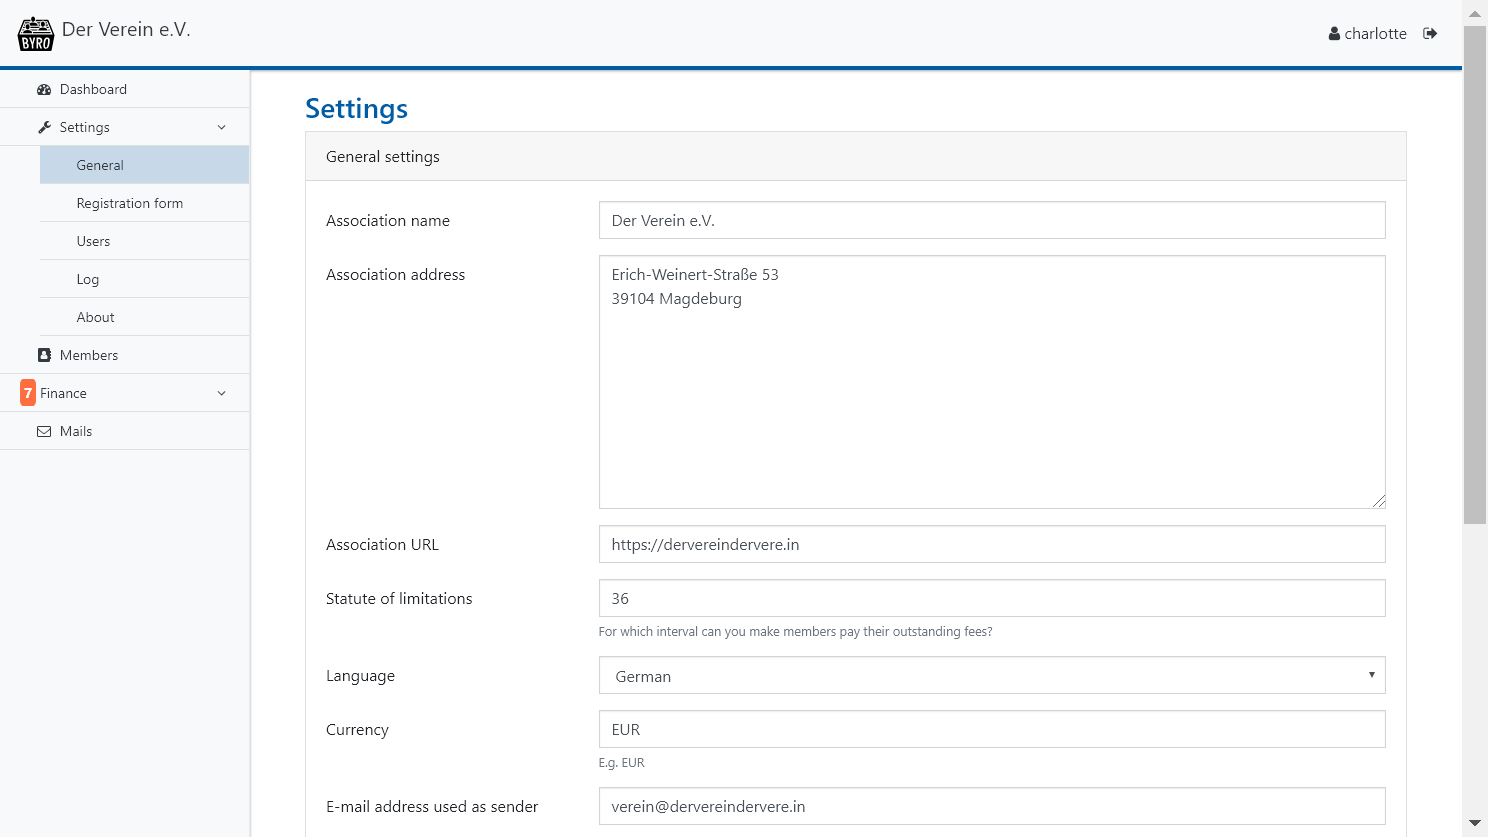 BYRO
Der Verein e.V.
charlotte
Dashboard
Settings
General
Registration form
Users
Log
About
Members
7 Finance
Mails
Settings
General settings
Association name
Der Verein e.V.
Association address
Erich-Weinert-Straße 53
39104 Magdeburg
Association URL
https://dervereindervere.in
Statute of limitations
36
For which interval can you make members pay their outstanding fees?
Language
German
Currency
EUR
E.g. EUR
E-mail address used as sender
verein@dervereindervere.in